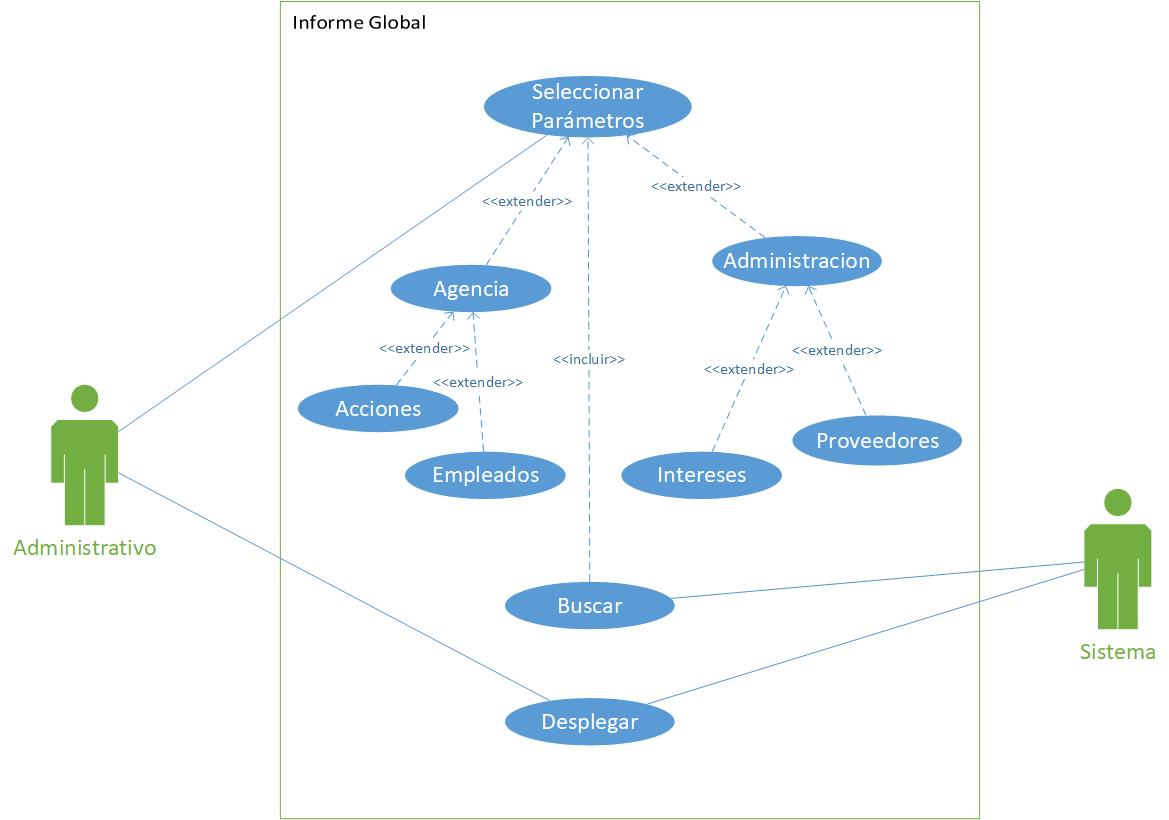 Informe Global
Seleccionar
Parámetros
<<extender>>
<<extender>>
Administracion
Agencia
<<extender>>
<<extender>>
<<incluir>>
<<extender>>
<<extender>>
Acciones
Proveedores
Empleados
Intereses
Administrativo
Buscar
Sistema
Desplegar